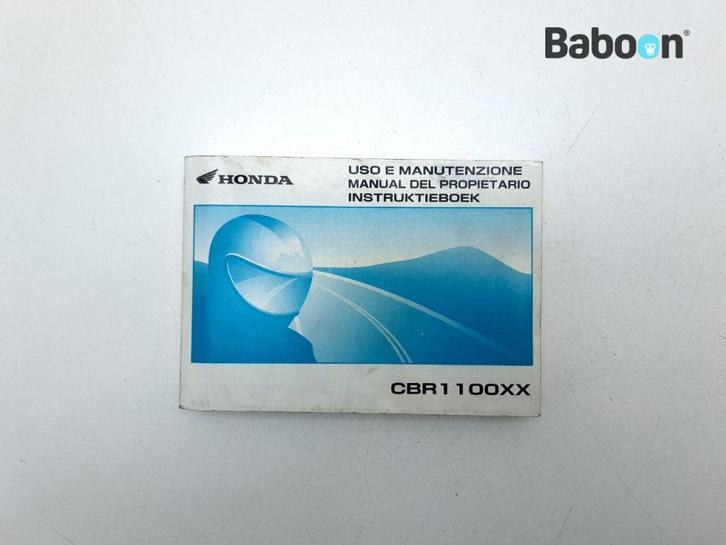 Baboon®
HONDA
USO E MANUTENZIONE
MANUAL DEL PROPIETARIO
INSTRUKTIEBOEK
CBR1100XX